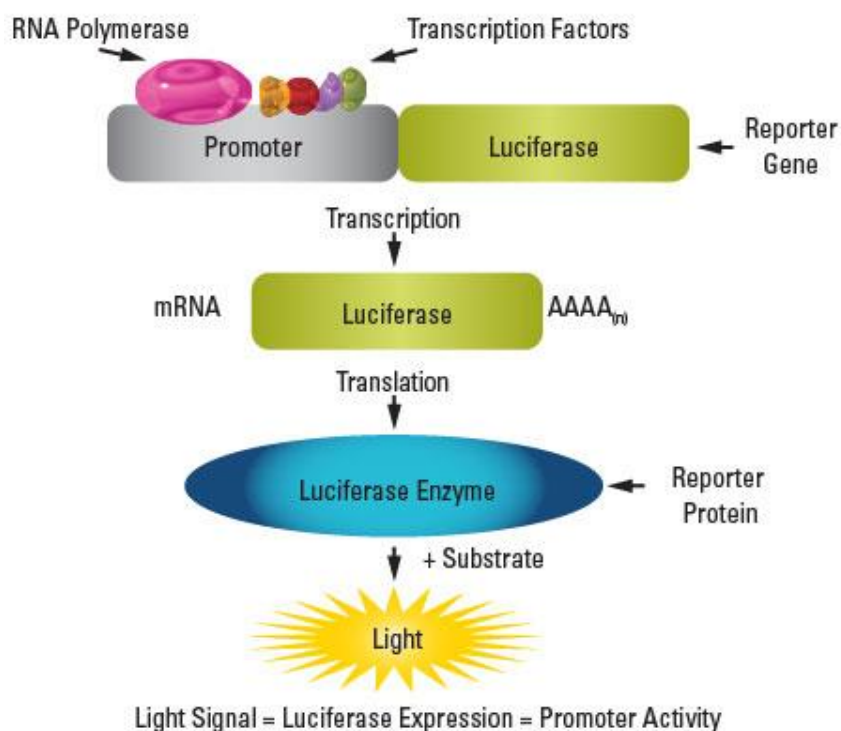 RNA Polymerase
Transcription Factors
Promoter
Luciferase
Reporter
Gene
Transcription
mRNA
Luciferase
AAAA(n)
Translation
Luciferase Enzyme
Reporter
Protein
+ Substrate
Light
Light Signal = Luciferase Expression = Promoter Activity